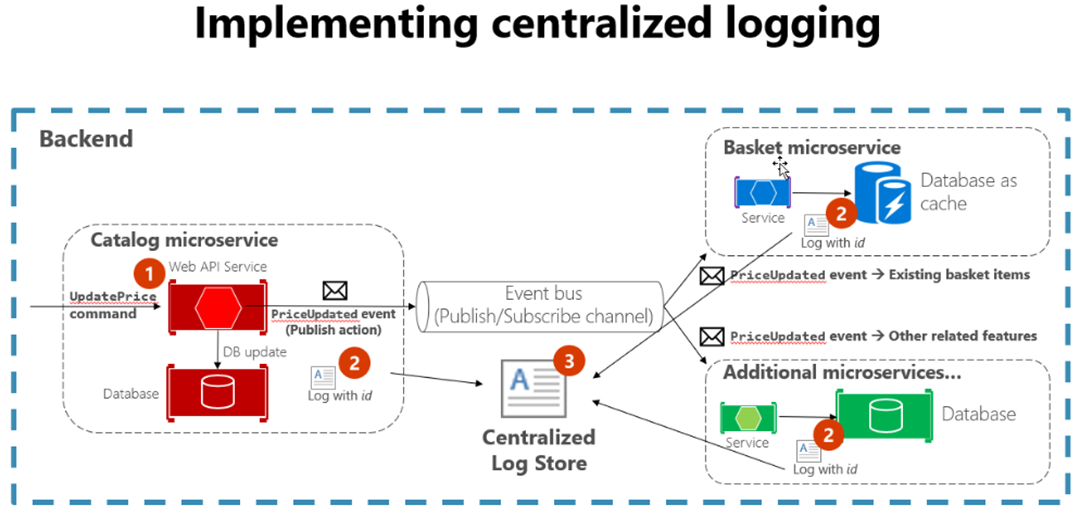 Implementing centralized logging
Backend
Catalog microservice
1
Web API Service
UpdatePrice
command
PriceUpdated event
(Publish action)
DB update
Database
2
A
Log with id
Event bus
(Publish/Subscribe channel)
3
A
Centralized
Log Store
Basket microservice
Service
Database as
cache
2
A
Log with id
PriceUpdated event → Existing basket items
PriceUpdated event → Other related features
Additional microservices...
Service
Database
2
A
Log with id